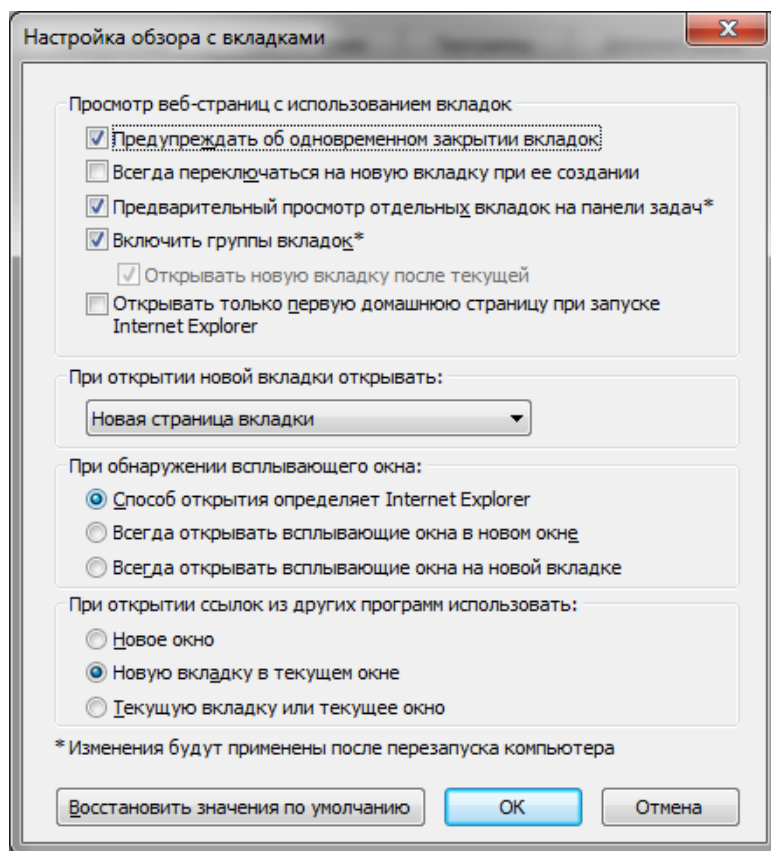 Настройка обзора с вкладками
Просмотр веб-страниц с использованием вкладок
Предупреждать об одновременном закрытии вкладок
Всегда переключаться на новую вкладку при ее создании
Предварительный просмотр отдельных вкладок на панели задач*
Включить группы вкладок*
Открывать новую вкладку после текущей
Открывать только первую домашнюю страницу при запуске
Internet Explorer
При открытии новой вкладки открывать:
Новая страница вкладки
При обнаружении всплывающего окна:
Способ открытия определяет Internet Explorer
Всегда открывать всплывающие окна в новом окне
Всегда открывать всплывающие окна на новой вкладке
При открытии ссылок из других программ использовать:
Новое окно
Новую вкладку в текущем окне
Текущую вкладку или текущее окно
* Изменения будут применены после перезапуска компьютера
Восстановить значения по умолчанию
ОК
Отмена